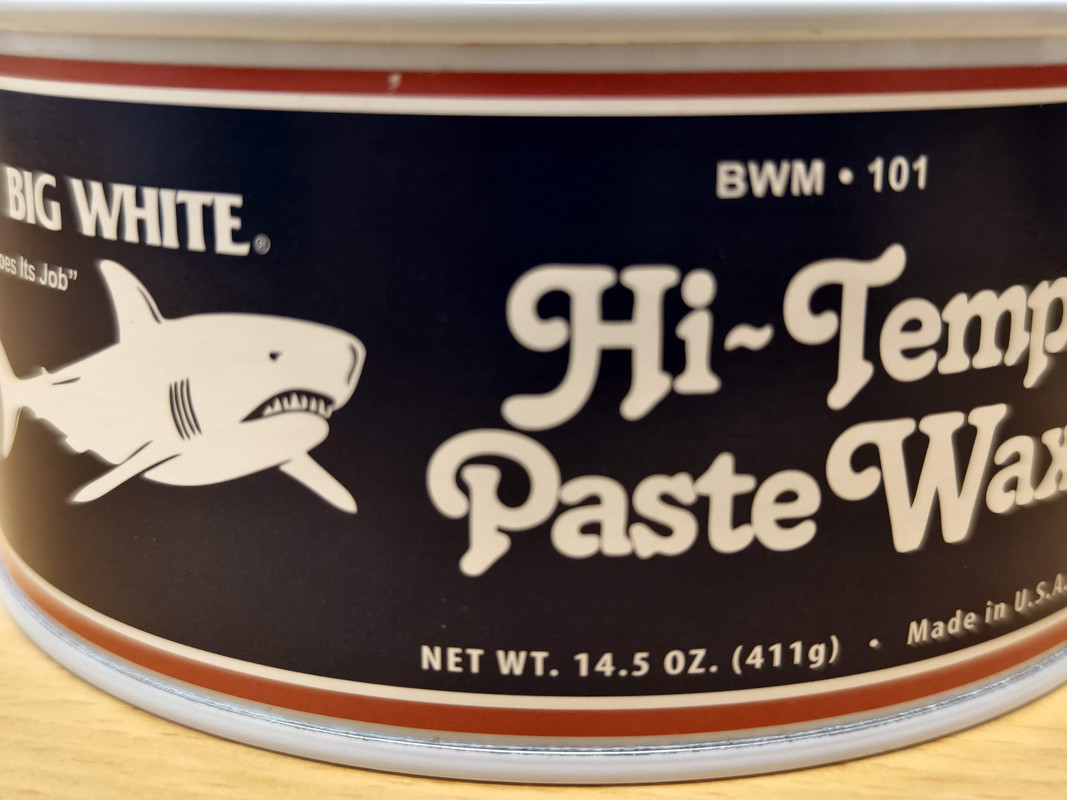 BIG WHITE®
Its Job”
BWM • 101
Hi~Temp
Paste Wax
NET WT. 14.5 OZ. (411g) • Made in U.S.A.